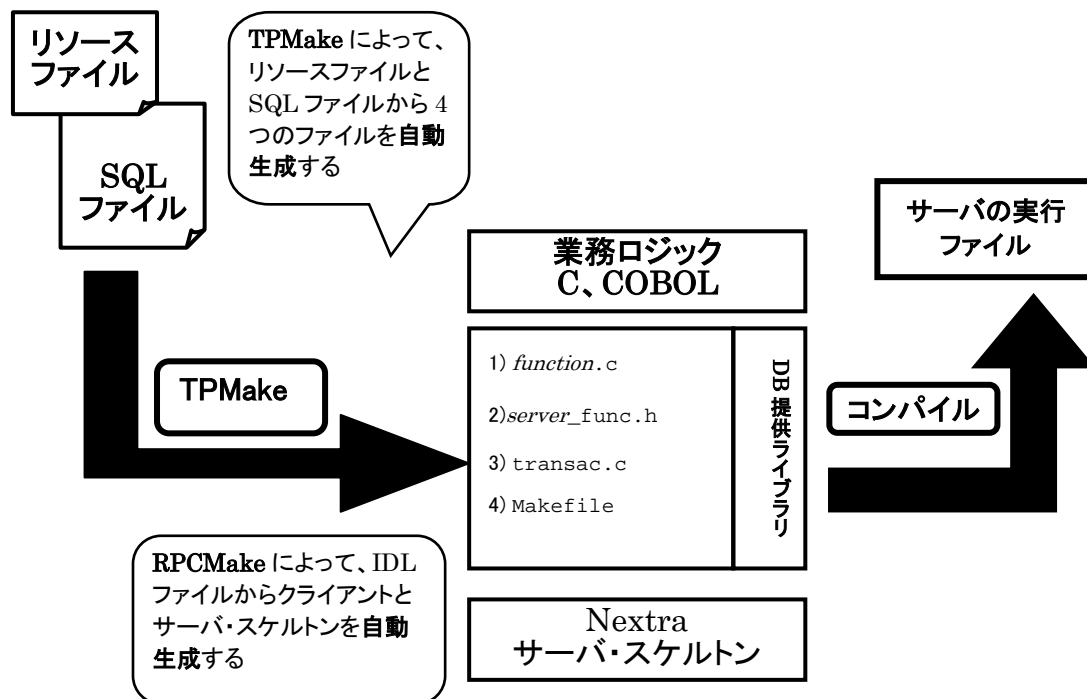 リソース
ファイル
SQL
ファイル
TPMake によって、
リソースファイルと
SQL ファイルから 4
つのファイルを自動
生成する
サーバの実行
ファイル
業務ロジック
C、COBOL
TPMake
1) function.c
2)server_func.h
3) transac.c
4) Makefile
DB 提供ライブラリ
コンパイル
RPCMake によって、IDL
ファイルからクライアントと
サーバ・スケルトンを自動
生成する
Nextra
サーバ・スケルトン